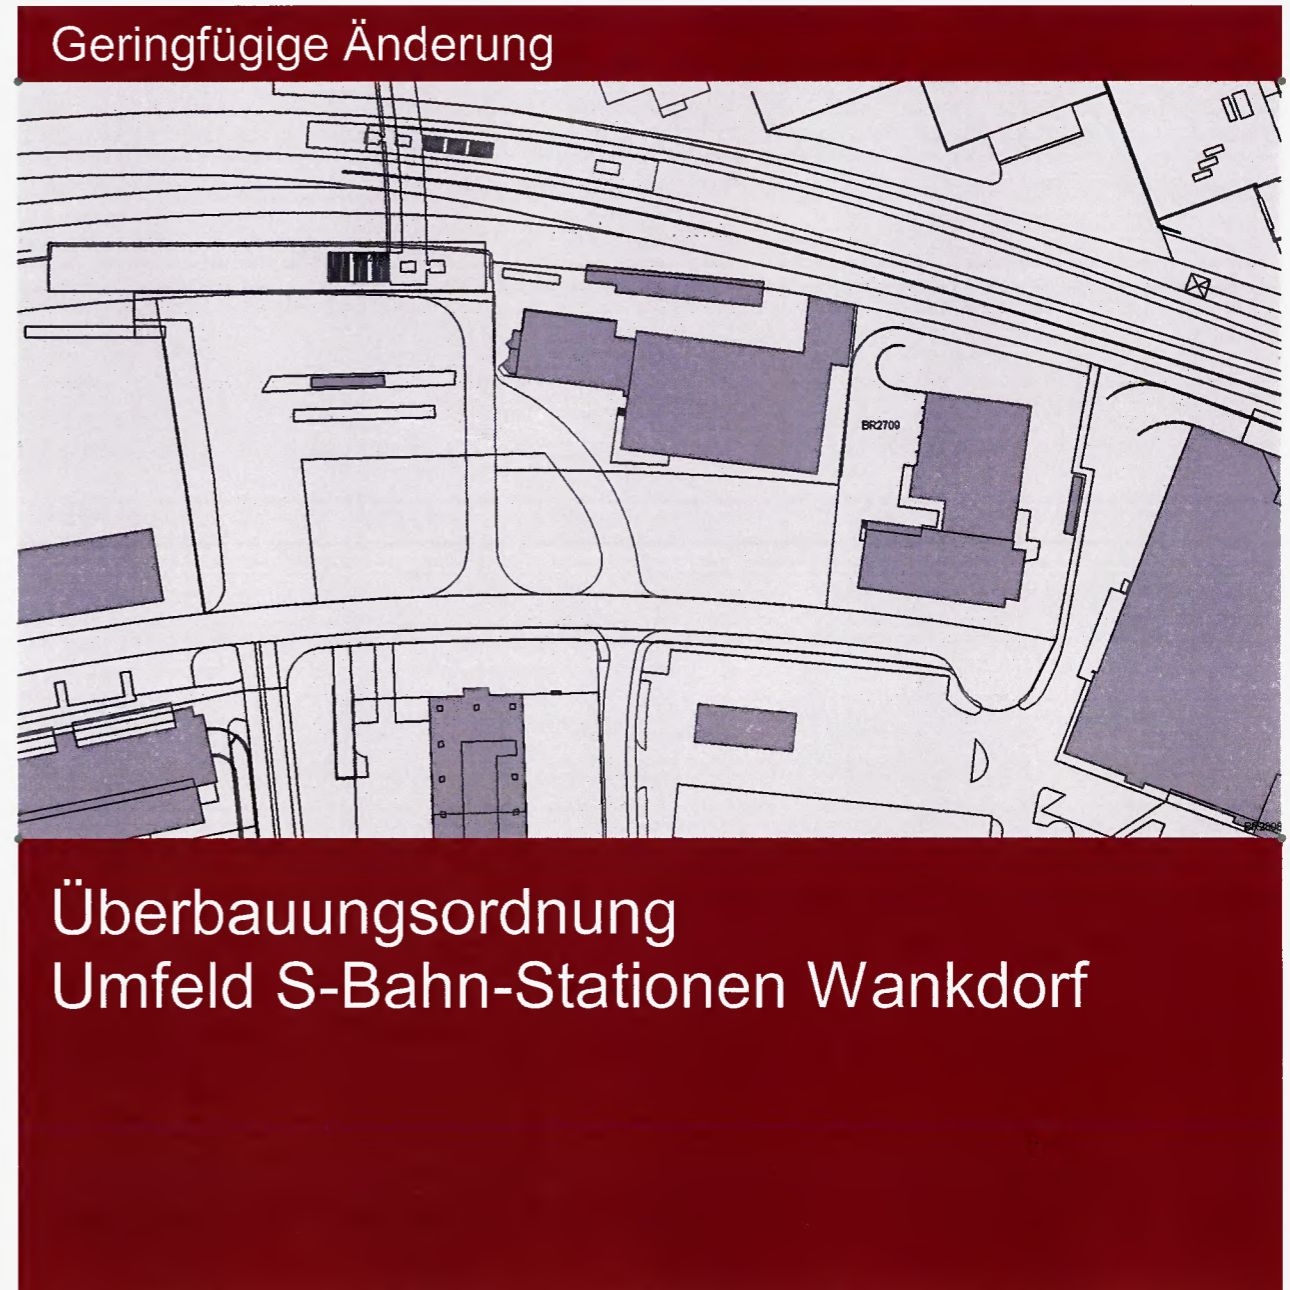 Geringfügige Änderung
BR2709
Überbauungsordnung
Umfeld S-Bahn-Stationen Wankdorf